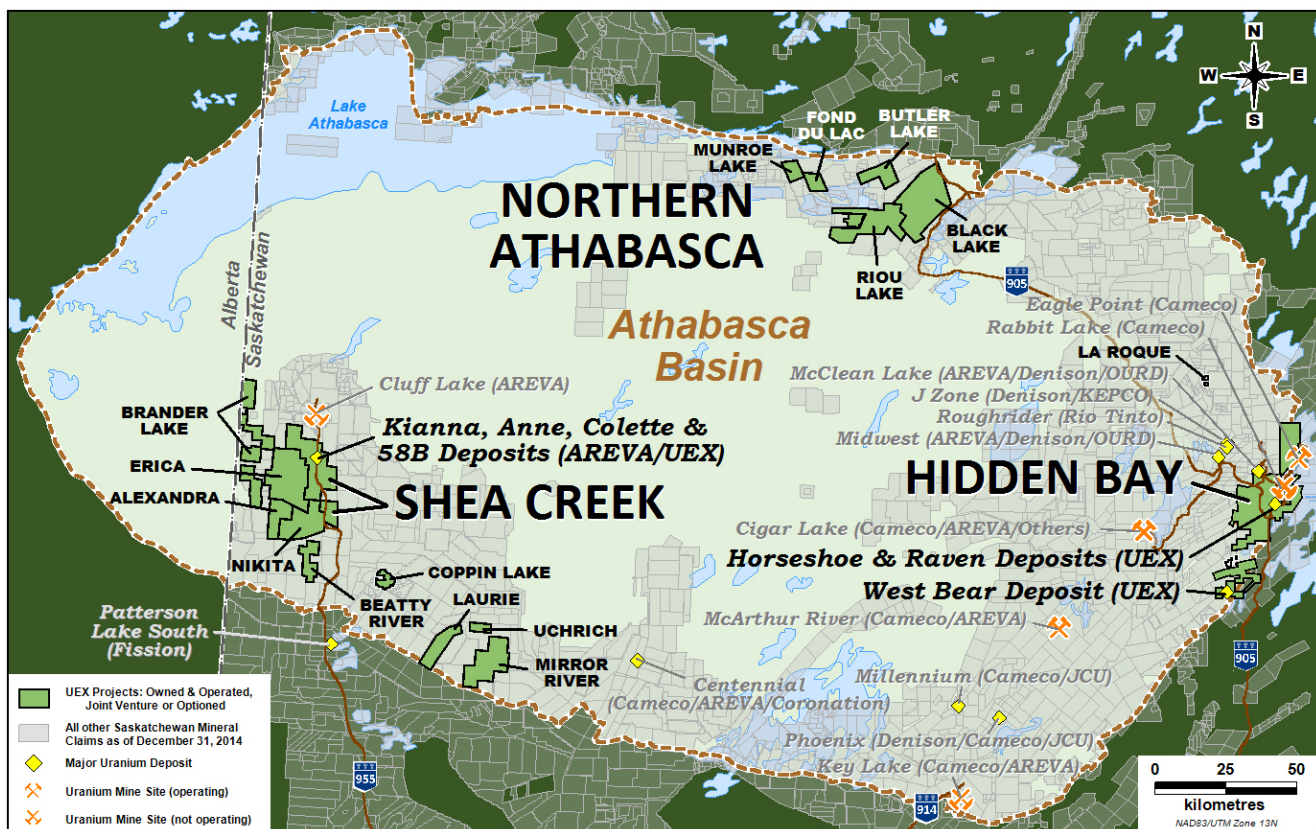 N
W
E
S
Lake
Athabasca
FOND
DU LAC
BUTLER
LAKE
MUNROE
LAKE
NORTHERN
ATHABASCA
BLACK
LAKE
RIOU
LAKE
905
Alberta
Saskatchewan
Athabasca
Basin
Eagle Point (Cameco)
Rabbit Lake (Cameco)
LA ROQUE
McClean Lake (AREVA/Denison/OURD)
J Zone (Denison/KEPCO)
Roughrider (Rio Tinto)
Midwest (AREVA/Denison/OURD)
Cluff Lake (AREVA)
BRANDER
LAKE
Kianna, Anne, Colette &
58B Deposits (AREVA/UEX)
ERICA
ALEXANDRA
SHEA CREEK
HIDDEN BAY
Cigar Lake (Cameco/AREVA/Others)
Horseshoe & Raven Deposits (UEX)
West Bear Deposit (UEX)
NIKITA
BEATTY
RIVER
COPPIN LAKE
LAURIE
UCHRICH
MIRROR
RIVER
Patterson
Lake South
(Fission)
McArthur River (Cameco/AREVA)
Centennial
(Cameco/AREVA/Coronation)
Millennium (Cameco/JCU)
Phoenix (Denison/Cameco/JCU)
Key Lake (Cameco/AREVA)
905
955
914
UEX Projects: Owned & Operated,
Joint Venture or Optioned
All other Saskatchewan Mineral
Claims as of December 31, 2014
Major Uranium Deposit
Uranium Mine Site (operating)
Uranium Mine Site (not operating)
0 25 50
kilometres
NAD83/UTM Zone 13N